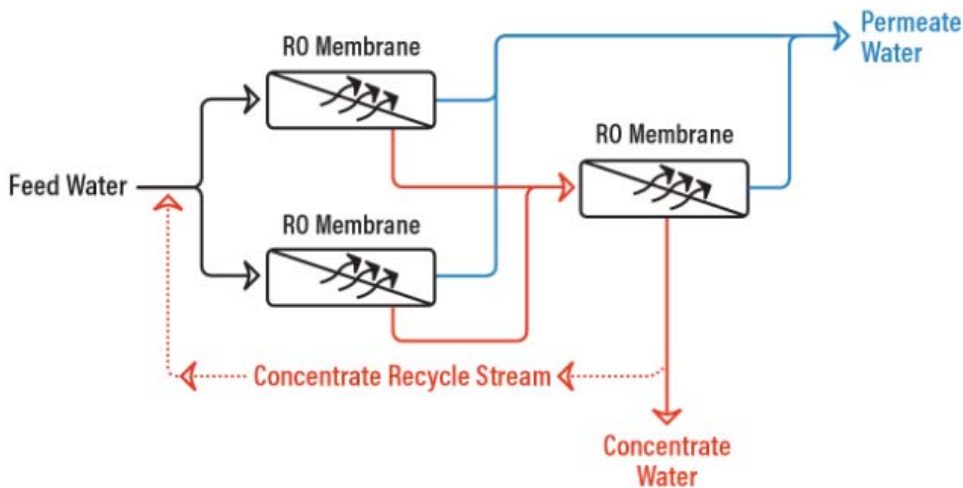 RO Membrane
Permeate
Water
RO Membrane
Feed Water
RO Membrane
Concentrate Recycle Stream
Concentrate
Water